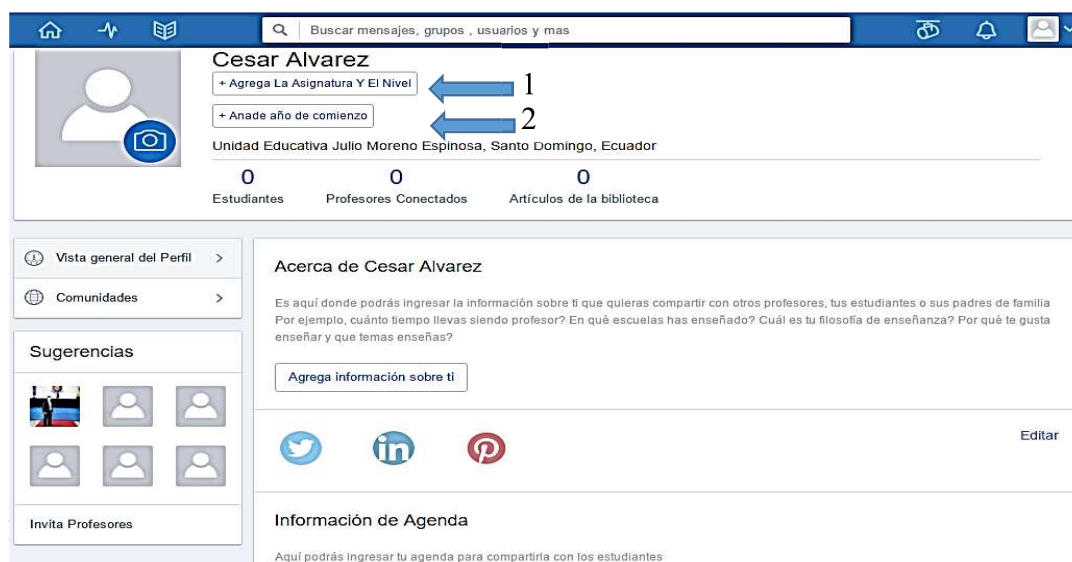 Buscar mensajes, grupos , usuarios y mas
Cesar Alvarez
+ Agrega La Asignatura Y El Nivel
1
+ Anade año de comienzo
2
Unidad Educativa Julio Moreno Espinosa, Santo Domingo, Ecuador
0 0 0
Estudiantes Profesores Conectados Artículos de la biblioteca
Vista general del Perfil >
Comunidades >
Sugerencias
Invita Profesores
Acerca de Cesar Alvarez
Es aquí donde podrás ingresar la información sobre ti que quieras compartir con otros profesores, tus estudiantes o sus padres de familia
Por ejemplo, cuánto tiempo llevas siendo profesor? En qué escuelas has enseñado? Cuál es tu filosofía de enseñanza? Por qué te gusta
enseñar y que temas enseñas?
Agrega información sobre ti
in
Editar
Información de Agenda
Aquí podrás ingresar tu agenda para compartirla con los estudiantes